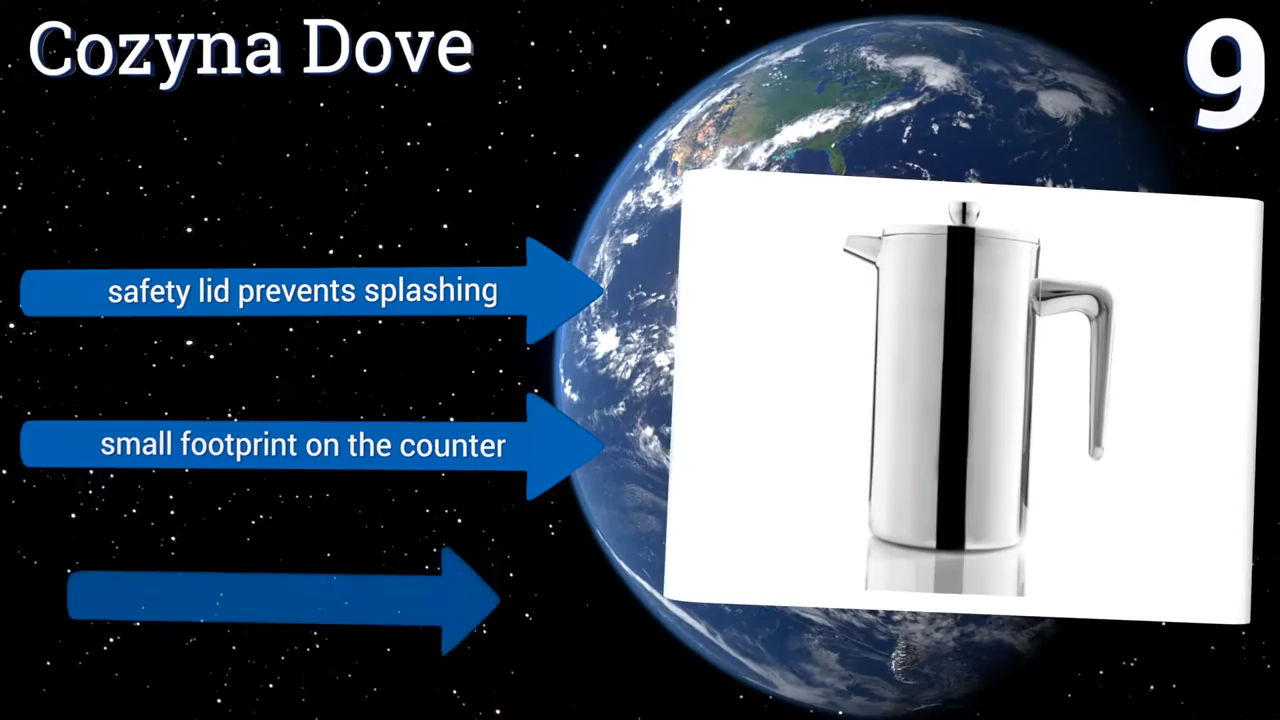 Cozyna Dove
9
safety lid prevents splashing
small footprint on the counter